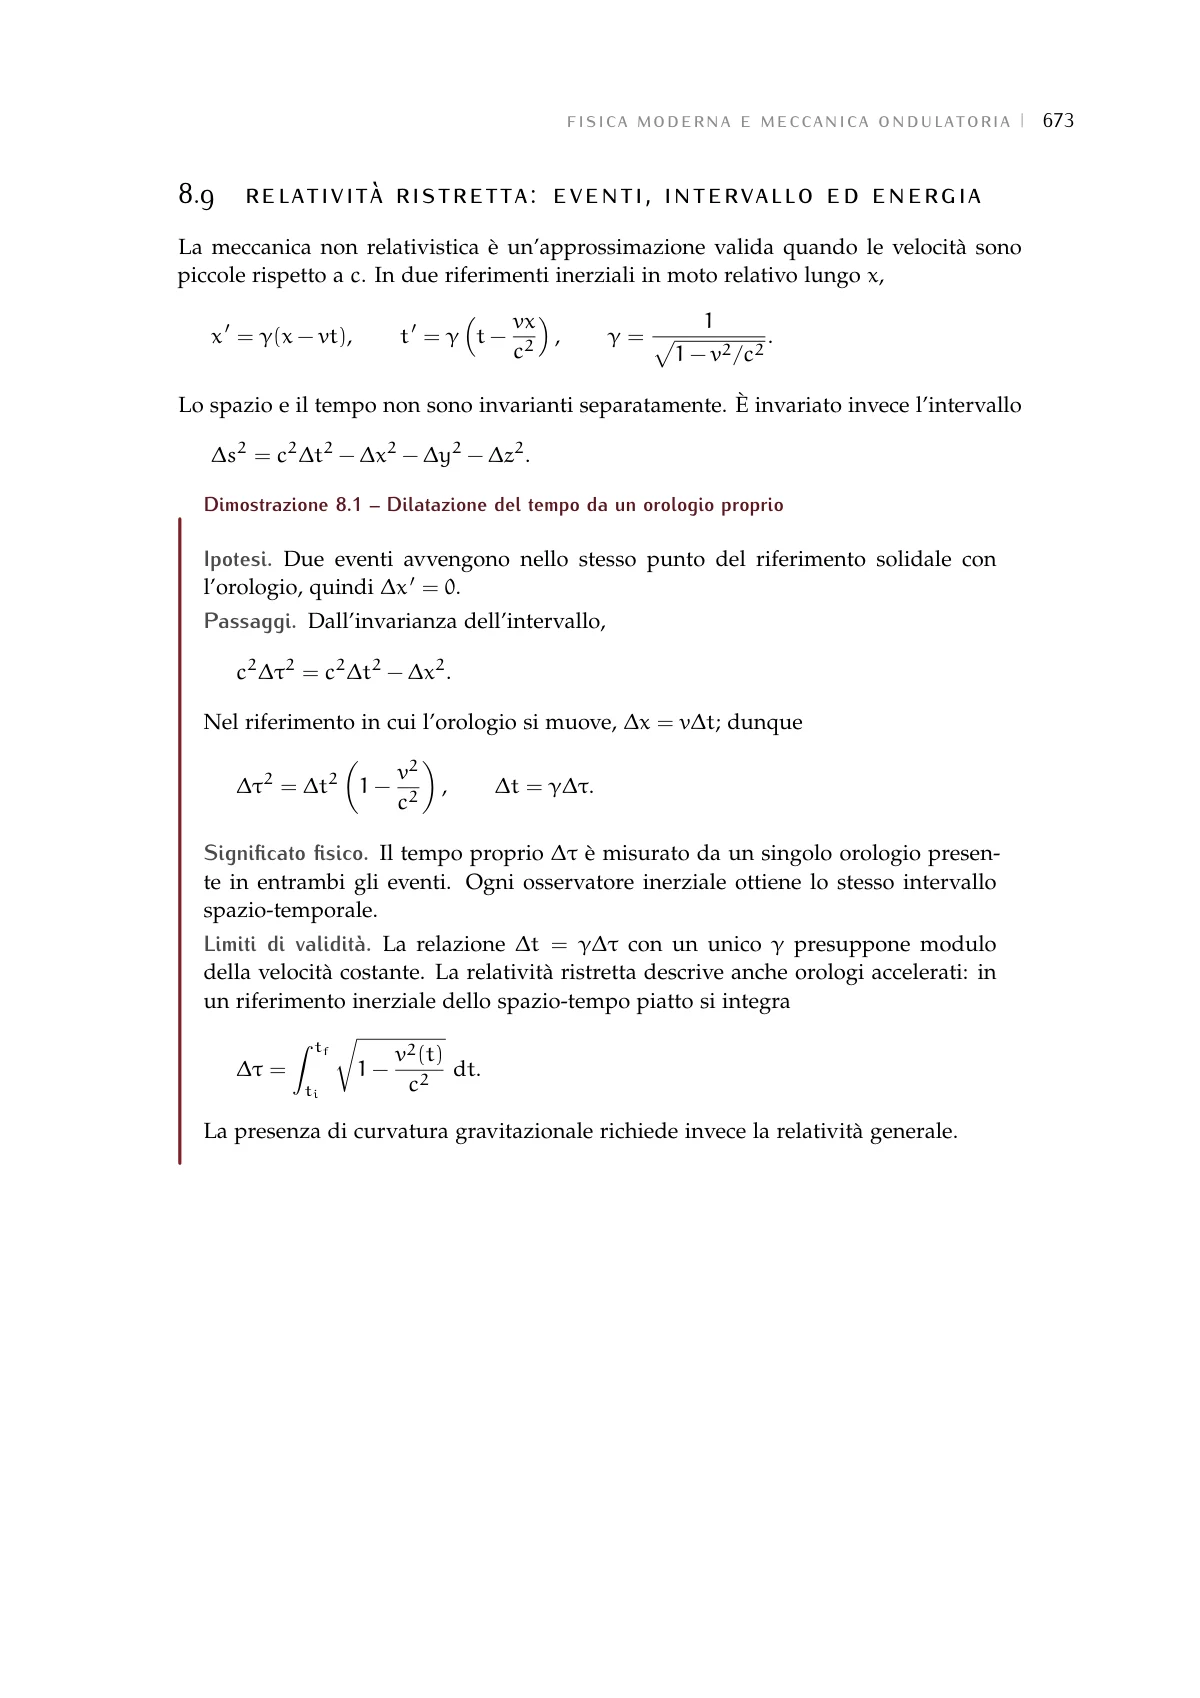 FISICA MODERNA E MECCANICA ONDULATORIA | 673
8.9 RELATIVITÀ RISTRETTA: EVENTI, INTERVALLO ED ENERGIA
La meccanica non relativistica è un'approssimazione valida quando le velocità sono
piccole rispetto a c. In due riferimenti inerziali in moto relativo lungo x,
x′ = γ(x − vt), t′ = γ (t − vx/c²), γ = 1/√(1 − v²/c²).
Lo spazio e il tempo non sono invarianti separatamente. È invariato invece l'intervallo
Δs² = c²Δt² − Δx² − Δy² − Δz².
Dimostrazione 8.1 – Dilatazione del tempo da un orologio proprio
Ipotesi. Due eventi avvengono nello stesso punto del riferimento solidale con
l'orologio, quindi Δx′ = 0.
Passaggi. Dall'invarianza dell'intervallo,
c²Δτ² = c²Δt² − Δx².
Nel riferimento in cui l'orologio si muove, Δx = vΔt; dunque
Δτ² = Δt² (1 − v²/c²), Δt = γΔτ.
Significato fisico. Il tempo proprio Δτ è misurato da un singolo orologio presen-
te in entrambi gli eventi. Ogni osservatore inerziale ottiene lo stesso intervallo
spazio-temporale.
Limiti di validità. La relazione Δt = γΔτ con un unico γ presuppone modulo
della velocità costante. La relatività ristretta descrive anche orologi accelerati: in
un riferimento inerziale dello spazio-tempo piatto si integra
Δτ = ∫_{t_i}^{t_f} √(1 − v²(t)/c²) dt.
La presenza di curvatura gravitazionale richiede invece la relatività generale.